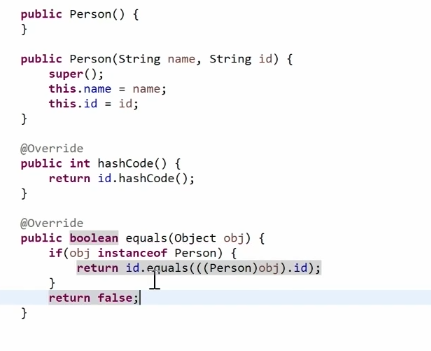 public Person() {
}
public Person(String name, String id) {
super();
this.name = name;
this.id = id;
}
@Override
public int hashCode() {
return id.hashCode();
}
@Override
public boolean equals(Object obj) {
if(obj instanceof Person) {
return id.equals(((Person)obj).id);
}
return false;
}